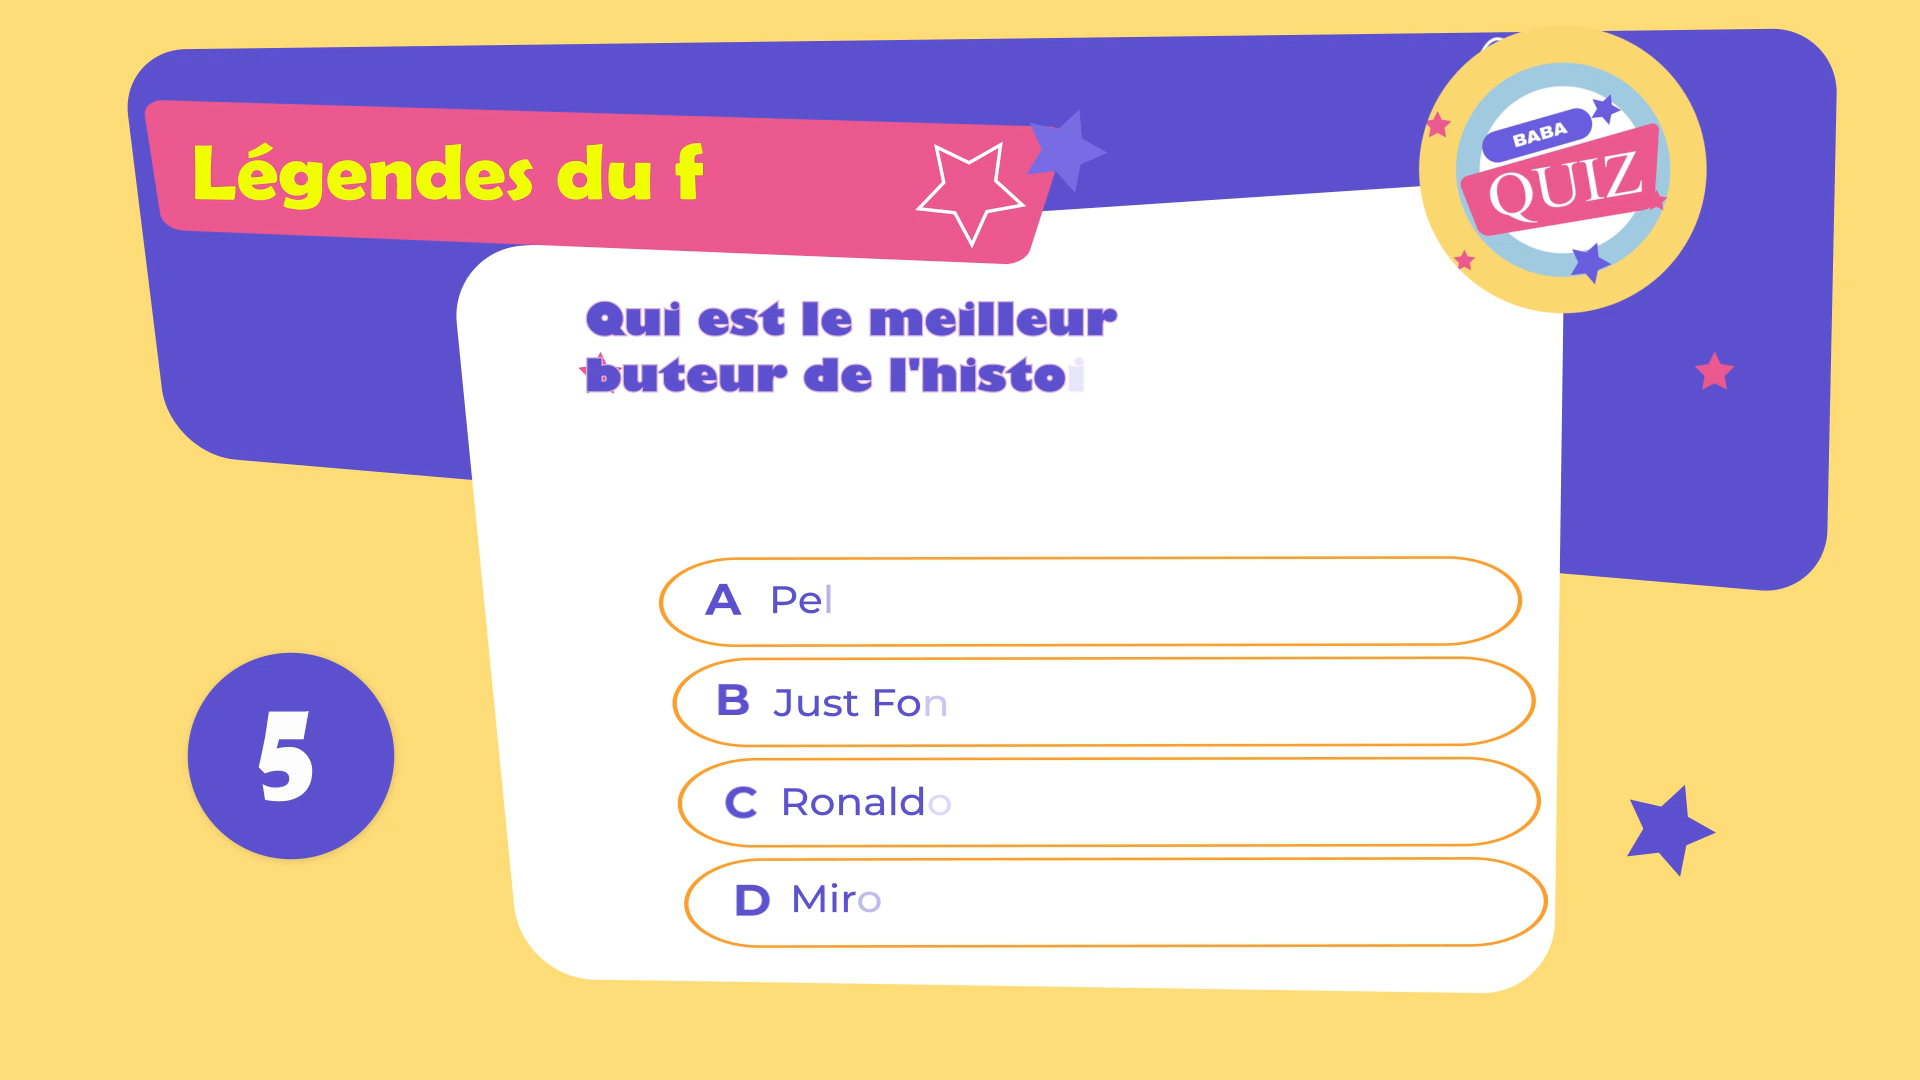 Légendes du f
BABA
QUIZ
Qui est le meilleur
buteur de l'histoi
A Pel
B Just Fon
C Ronaldo
D Miro
5